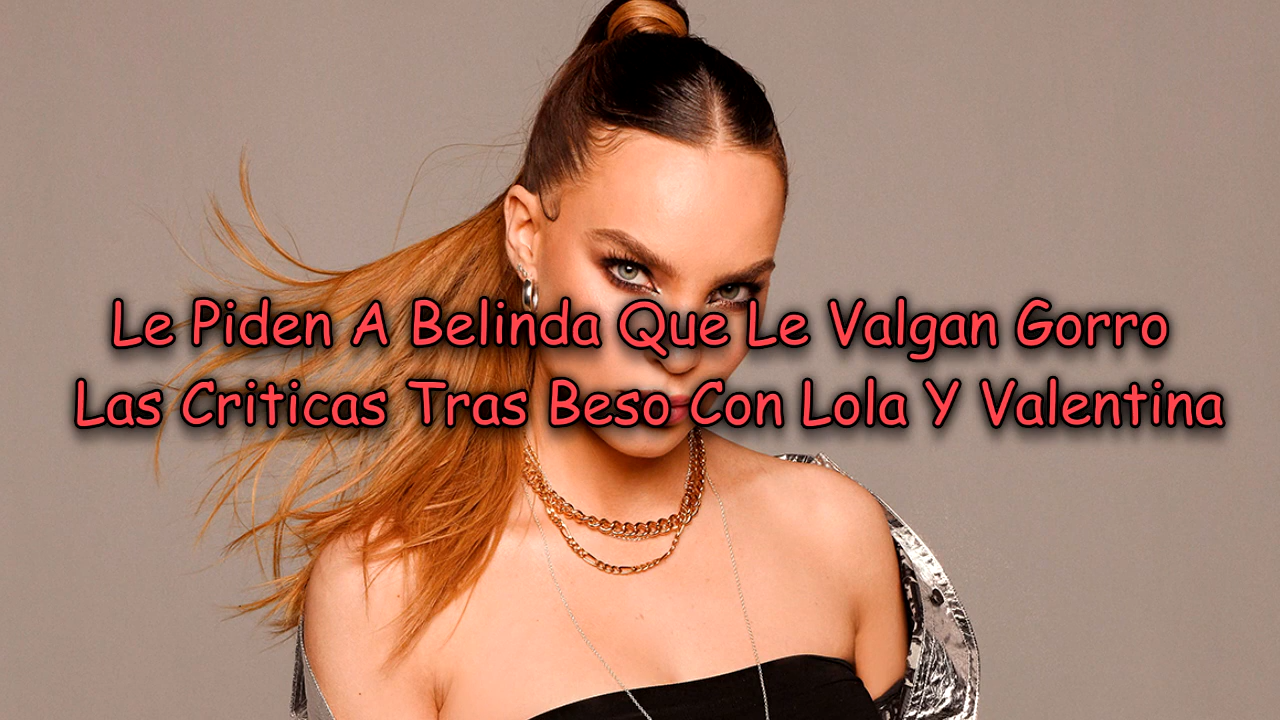 Le Piden A Belinda Que Le Valgan Gorro
Las Criticas Tras Beso Con Lola Y Valentina